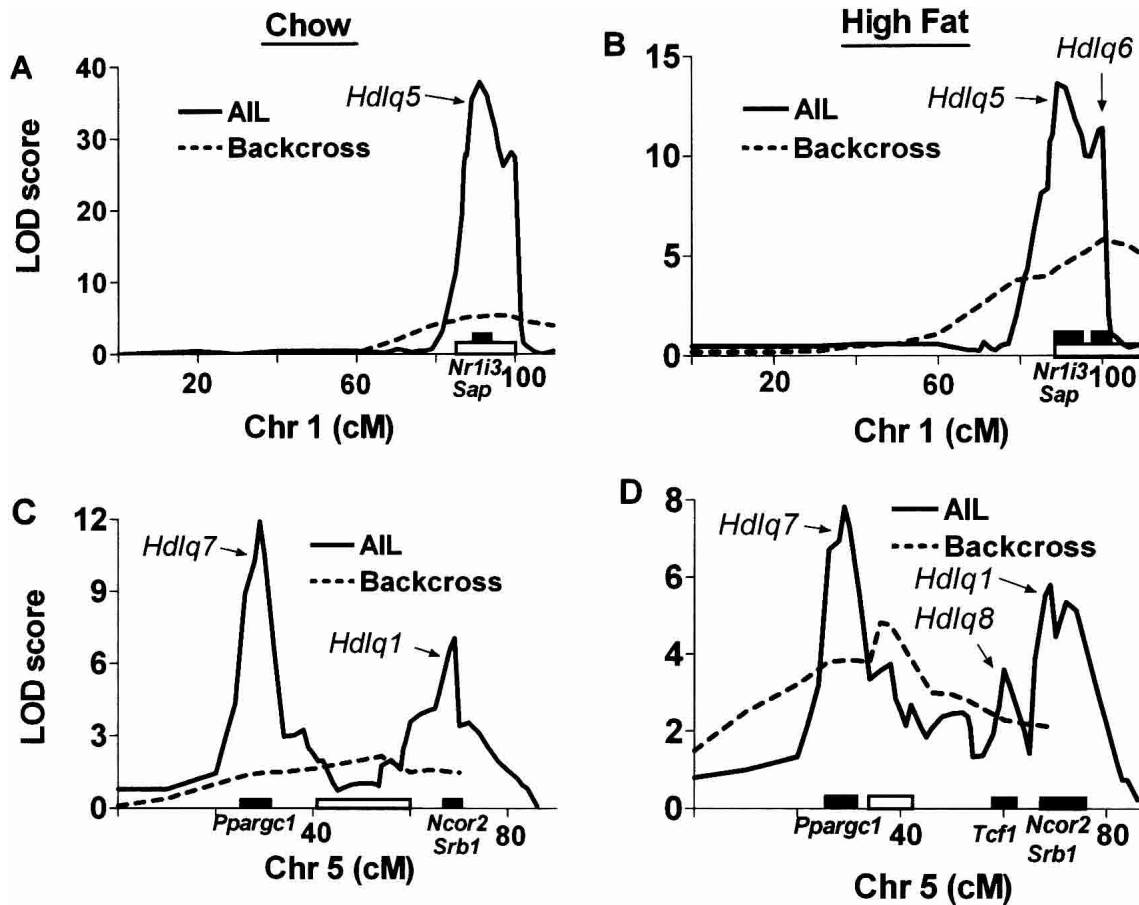 Chow
High Fat
A
40
30
20
10
0
LOD score
AIL
Backcross
Hdlq5
20
60
100
Nr1i3
Sap
Chr 1 (cM)
B
15
10
5
0
AIL
Backcross
Hdlq5
Hdlq6
20
60
100
Nr1i3
Sap
Chr 1 (cM)
C
12
9
6
3
0
LOD score
Hdlq7
AIL
Backcross
Hdlq1
Ppargc1
40
Ncor2
Srb1
80
Chr 5 (cM)
D
8
6
4
2
0
Hdlq7
AIL
Backcross
Hdlq1
Hdlq8
Ppargc1
40
Tcf1
Ncor2
Srb1
80
Chr 5 (cM)